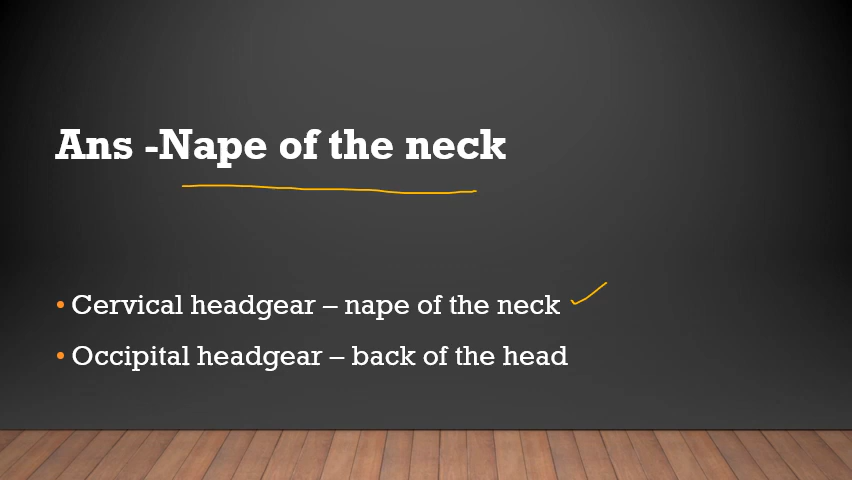 Ans -Nape of the neck
• Cervical headgear – nape of the neck
• Occipital headgear – back of the head